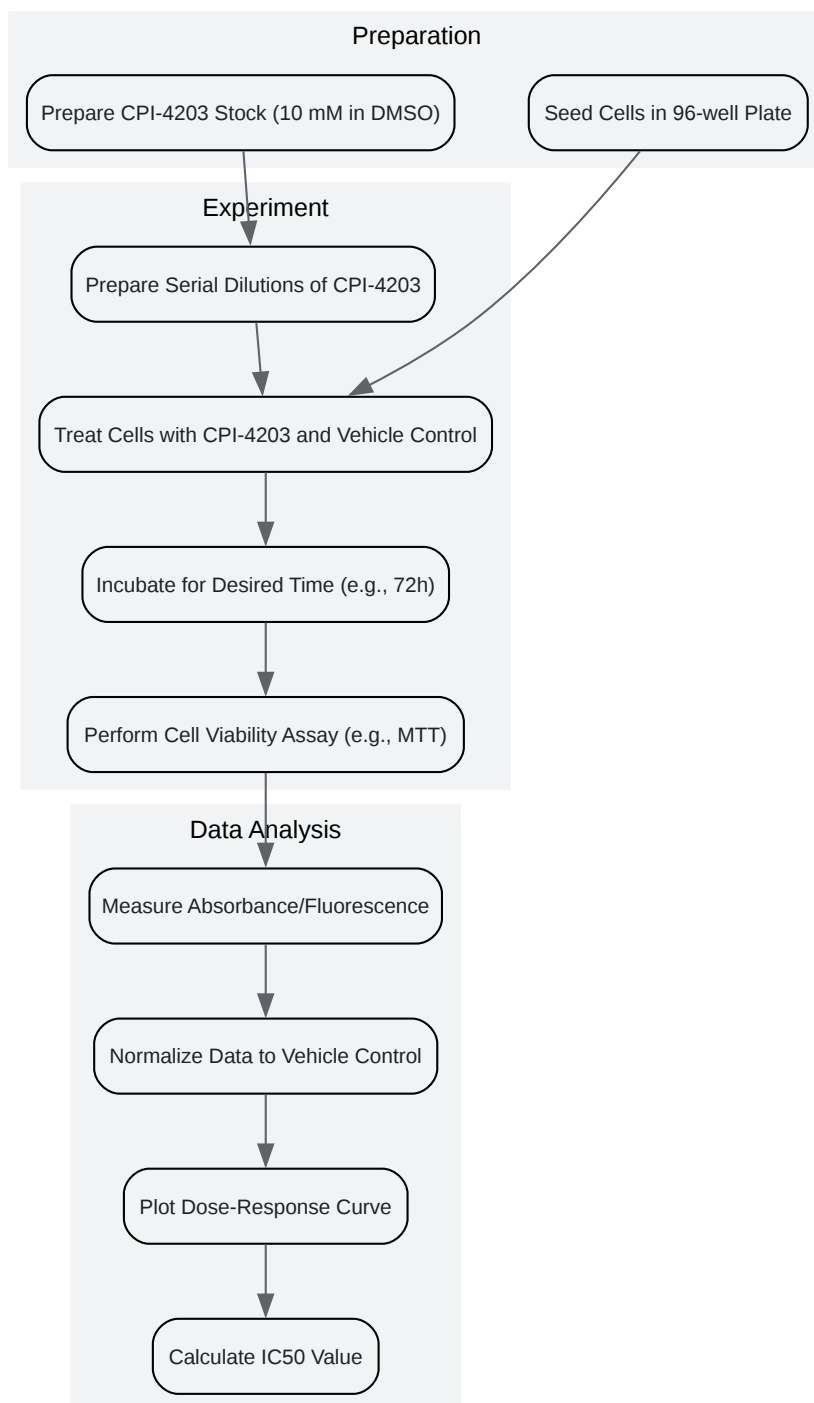 Preparation
Prepare CPI-4203 Stock (10 mM in DMSO)
Seed Cells in 96-well Plate
Experiment
Prepare Serial Dilutions of CPI-4203
Treat Cells with CPI-4203 and Vehicle Control
Incubate for Desired Time (e.g., 72h)
Perform Cell Viability Assay (e.g., MTT)
Data Analysis
Measure Absorbance/Fluorescence
Normalize Data to Vehicle Control
Plot Dose-Response Curve
Calculate IC50 Value